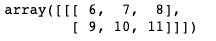 array([[[ 6,  7,  8],
        [ 9, 10, 11]]])